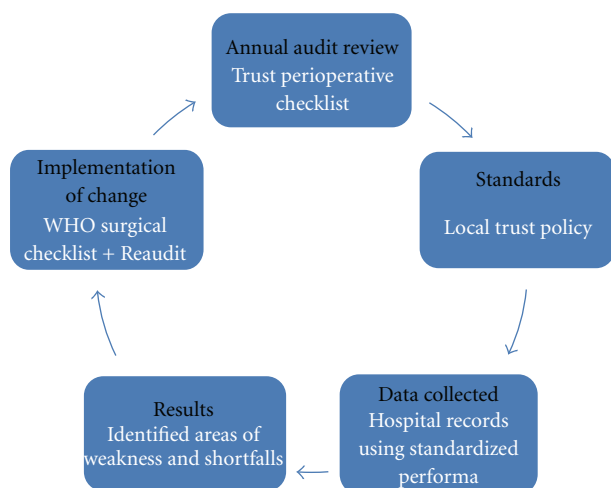 Annual audit review
Trust perioperative
checklist
Standards
Local trust policy
Data collected
Hospital records
using standardized
performa
Results
Identified areas of
weakness and shortfalls
Implementation
of change
WHO surgical
checklist + Reaudit